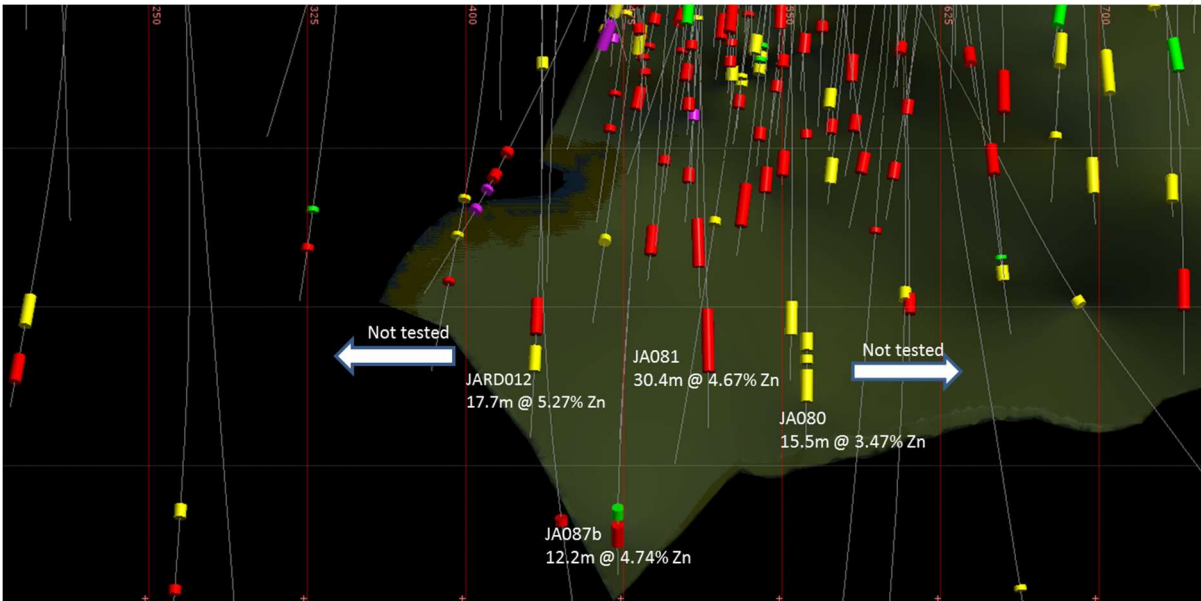 250
325
400
475
550
625
700
Not tested
Not tested
JARD012
17.7m @ 5.27% Zn
JA081
30.4m @ 4.67% Zn
JA080
15.5m @ 3.47% Zn
JA087b
12.2m @ 4.74% Zn